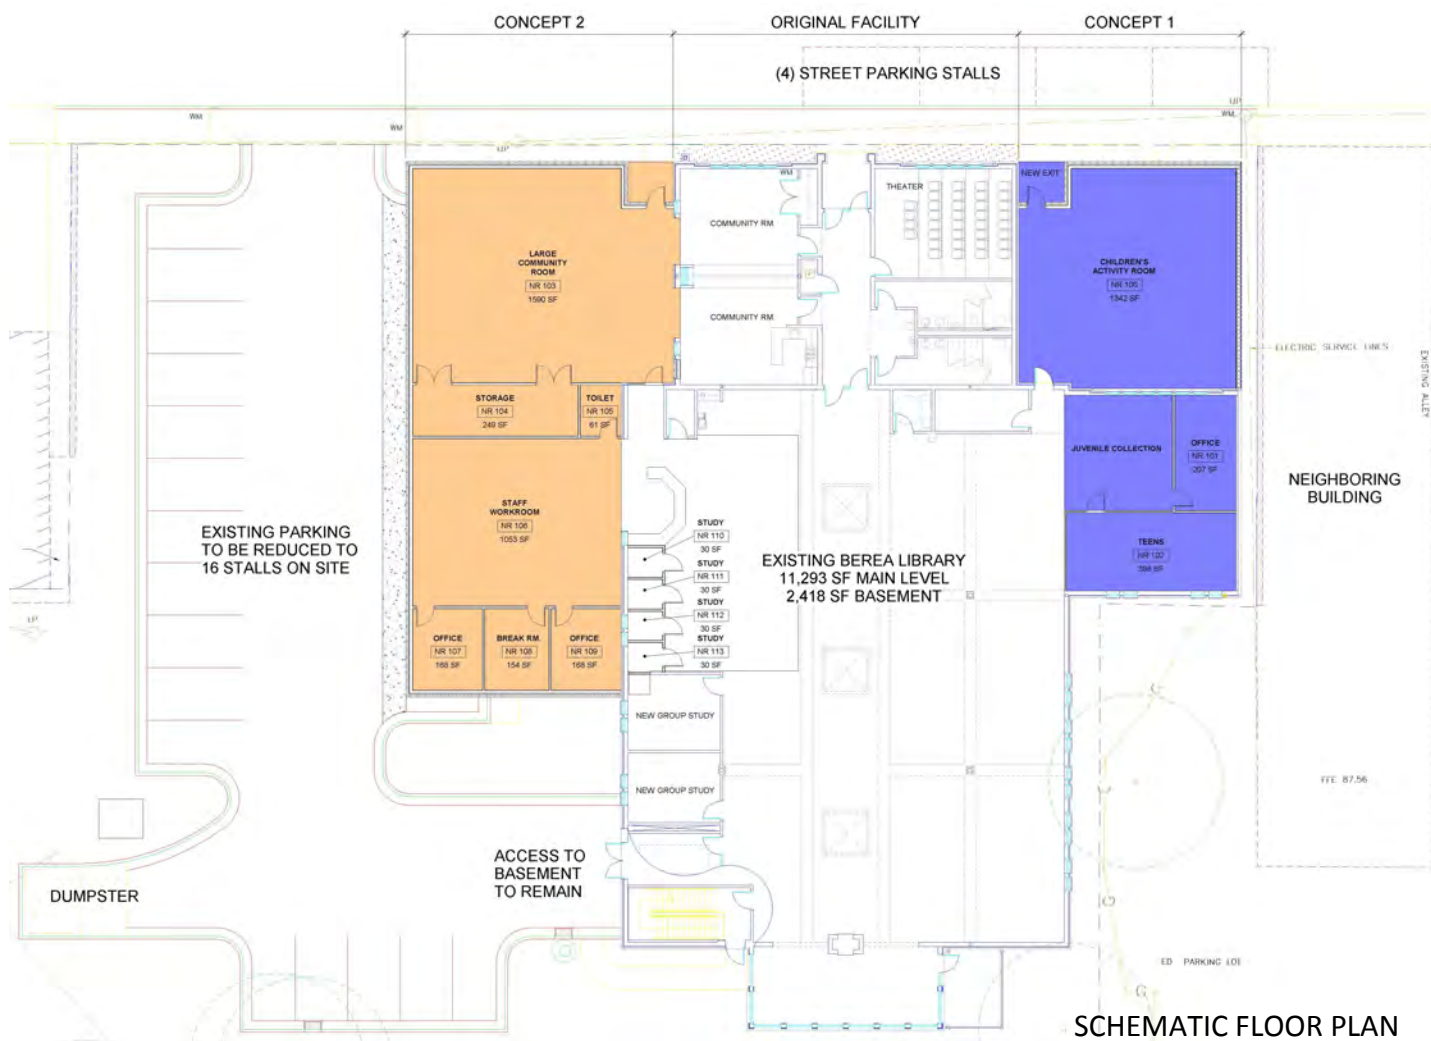 CONCEPT 2
ORIGINAL FACILITY
CONCEPT 1
(4) STREET PARKING STALLS
UP
WM
WM
WM
UP
WM
THEATER
NEW EXIT
COMMUNITY RM
LARGE
COMMUNITY
ROOM
NR 103
1590 SF
CHILDREN'S
ACTIVITY ROOM
NR 100
1342 SF
COMMUNITY RM
ELECTRIC SERVICE LINES
EXISTING ALLEY
STORAGE
NR 104
249 SF
TOILET
NR 105
61 SF
JUVENILE COLLECTION
OFFICE
NR 101
207 SF
NEIGHBORING
BUILDING
STAFF
WORKROOM
NR 106
1053 SF
EXISTING PARKING
TO BE REDUCED TO
16 STALLS ON SITE
STUDY
NR 110
30 SF
STUDY
NR 111
30 SF
STUDY
NR 112
30 SF
STUDY
NR 113
30 SF
EXISTING BEREA LIBRARY
11,293 SF MAIN LEVEL
2,418 SF BASEMENT
TEENS
UP
OFFICE
NR 107
BREAK RM.
NR 108
154 SF
OFFICE
NR 109
168 SF
NEW GROUP STUDY
NEW GROUP STUDY
FFE 87.56
ACCESS TO
BASEMENT
TO REMAIN
DUMPSTER
G
G
ED PARKING LOT
SCHEMATIC FLOOR PLAN